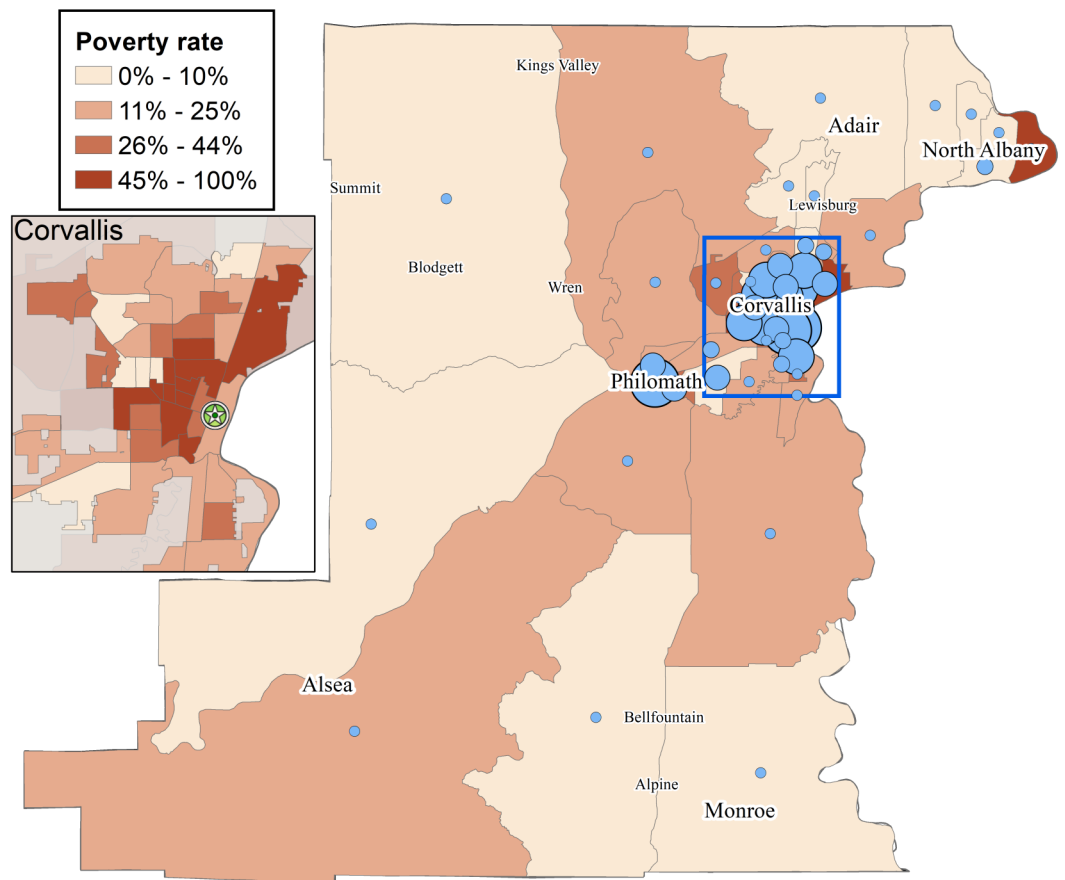 Poverty rate
0% - 10%
11% - 25%
26% - 44%
45% - 100%
Corvallis
Kings Valley
Adair
North Albany
Summit
Lewisburg
Blodgett
Wren
Corvallis
Philomath
Alsea
Bellfountain
Alpine
Monroe